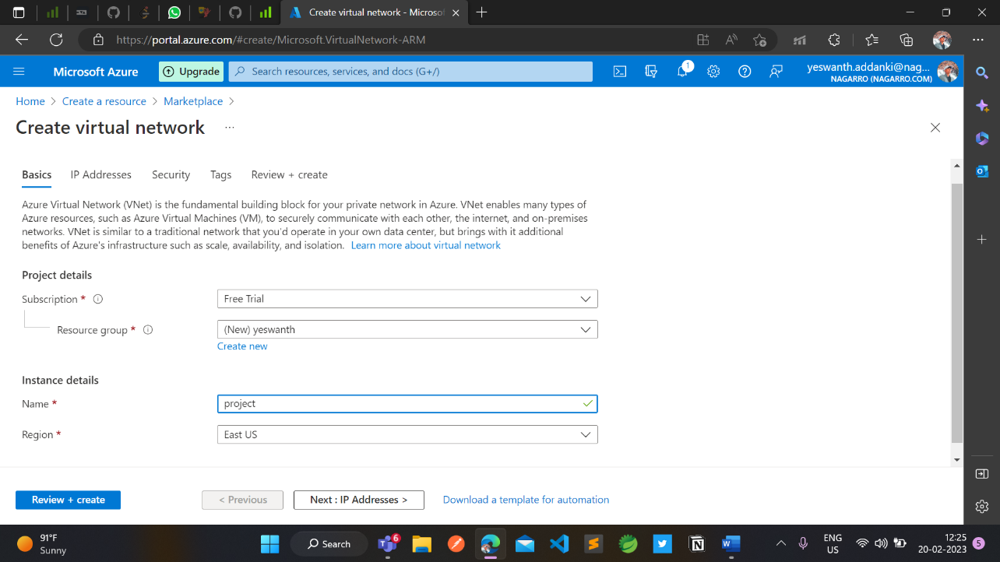 Create virtual network - Microsof
https://portal.azure.com/#create/Microsoft.VirtualNetwork-ARM
Microsoft Azure
Upgrade
Search resources, services, and docs (G+/)
1
yeswanth.addanki@nag...
NAGARRO (NAGARRO.COM)
Home > Create a resource > Marketplace >
Create virtual network ...
Basics IP Addresses Security Tags Review + create
Azure Virtual Network (VNet) is the fundamental building block for your private network in Azure. VNet enables many types of
Azure resources, such as Azure Virtual Machines (VM), to securely communicate with each other, the internet, and on-premises
networks. VNet is similar to a traditional network that you'd operate in your own data center, but brings with it additional
benefits of Azure's infrastructure such as scale, availability, and isolation. Learn more about virtual network
Project details
Subscription * Free Trial
Resource group * (New) yeswanth
Create new
Instance details
Name * project
Region * East US
Review + create < Previous Next : IP Addresses > Download a template for automation
91°F
Sunny
Search
6
ENG
US
12:25
20-02-2023
5